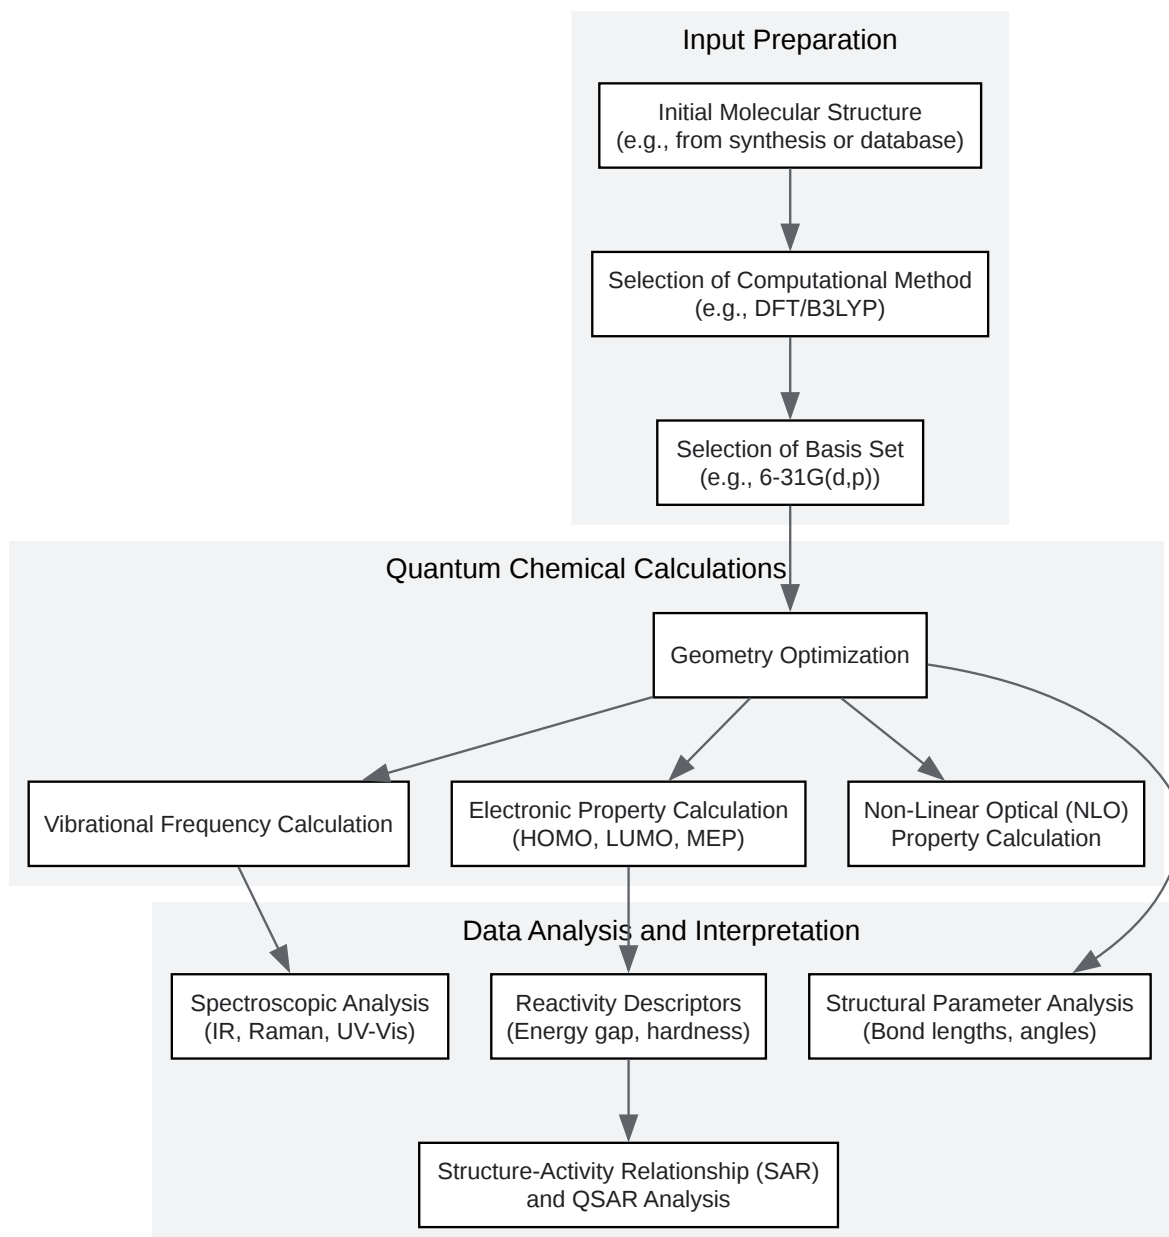 Input Preparation
Initial Molecular Structure
(e.g., from synthesis or database)
Selection of Computational Method
(e.g., DFT/B3LYP)
Selection of Basis Set
(e.g., 6-31G(d,p))
Quantum Chemical Calculations
Geometry Optimization
Vibrational Frequency Calculation
Electronic Property Calculation
(HOMO, LUMO, MEP)
Non-Linear Optical (NLO)
Property Calculation
Data Analysis and Interpretation
Spectroscopic Analysis
(IR, Raman, UV-Vis)
Reactivity Descriptors
(Energy gap, hardness)
Structural Parameter Analysis
(Bond lengths, angles)
Structure-Activity Relationship (SAR)
and QSAR Analysis